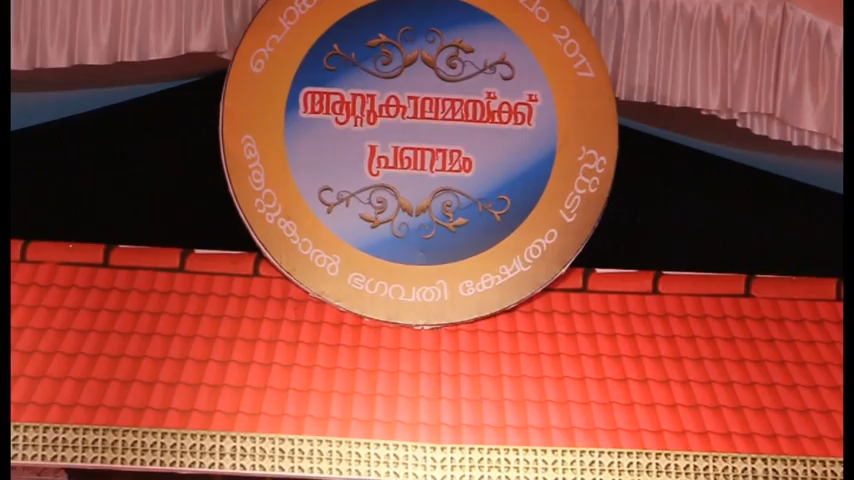 പൊങ്കാല 2017
ആറ്റുകാലമ്മയ്ക്ക്
പ്രണാമം
ആറ്റുകാൽ ഭഗവതി ക്ഷേത്രം ട്രസ്റ്റ്